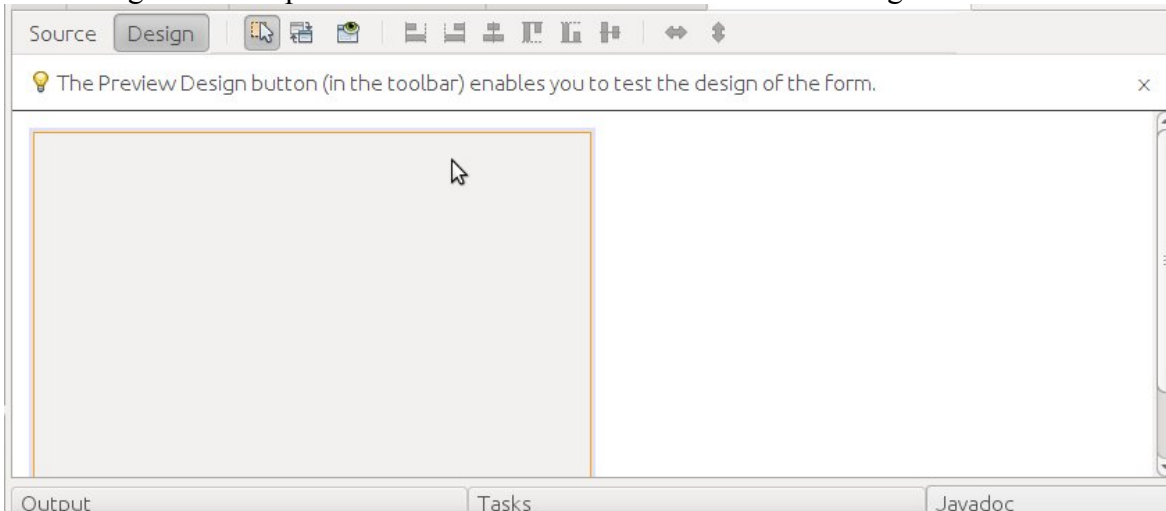 Source Design
The Preview Design button (in the toolbar) enables you to test the design of the form.
Output Tasks Javadoc